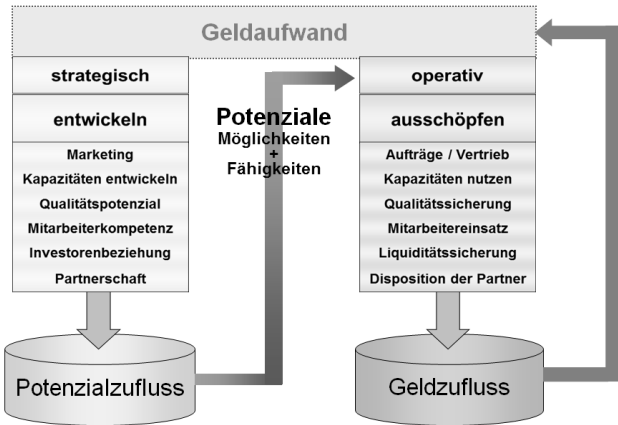 Geldaufwand
strategisch
entwickeln
Marketing
Kapazitäten entwickeln
Qualitätspotenzial
Mitarbeiterkompetenz
Investorenbeziehung
Partnerschaft
Potenzialzufluss
Potenziale
Möglichkeiten
+
Fähigkeiten
operativ
ausschöpfen
Aufträge / Vertrieb
Kapazitäten nutzen
Qualitätssicherung
Mitarbeitereinsatz
Liquiditätssicherung
Disposition der Partner
Geldzufluss